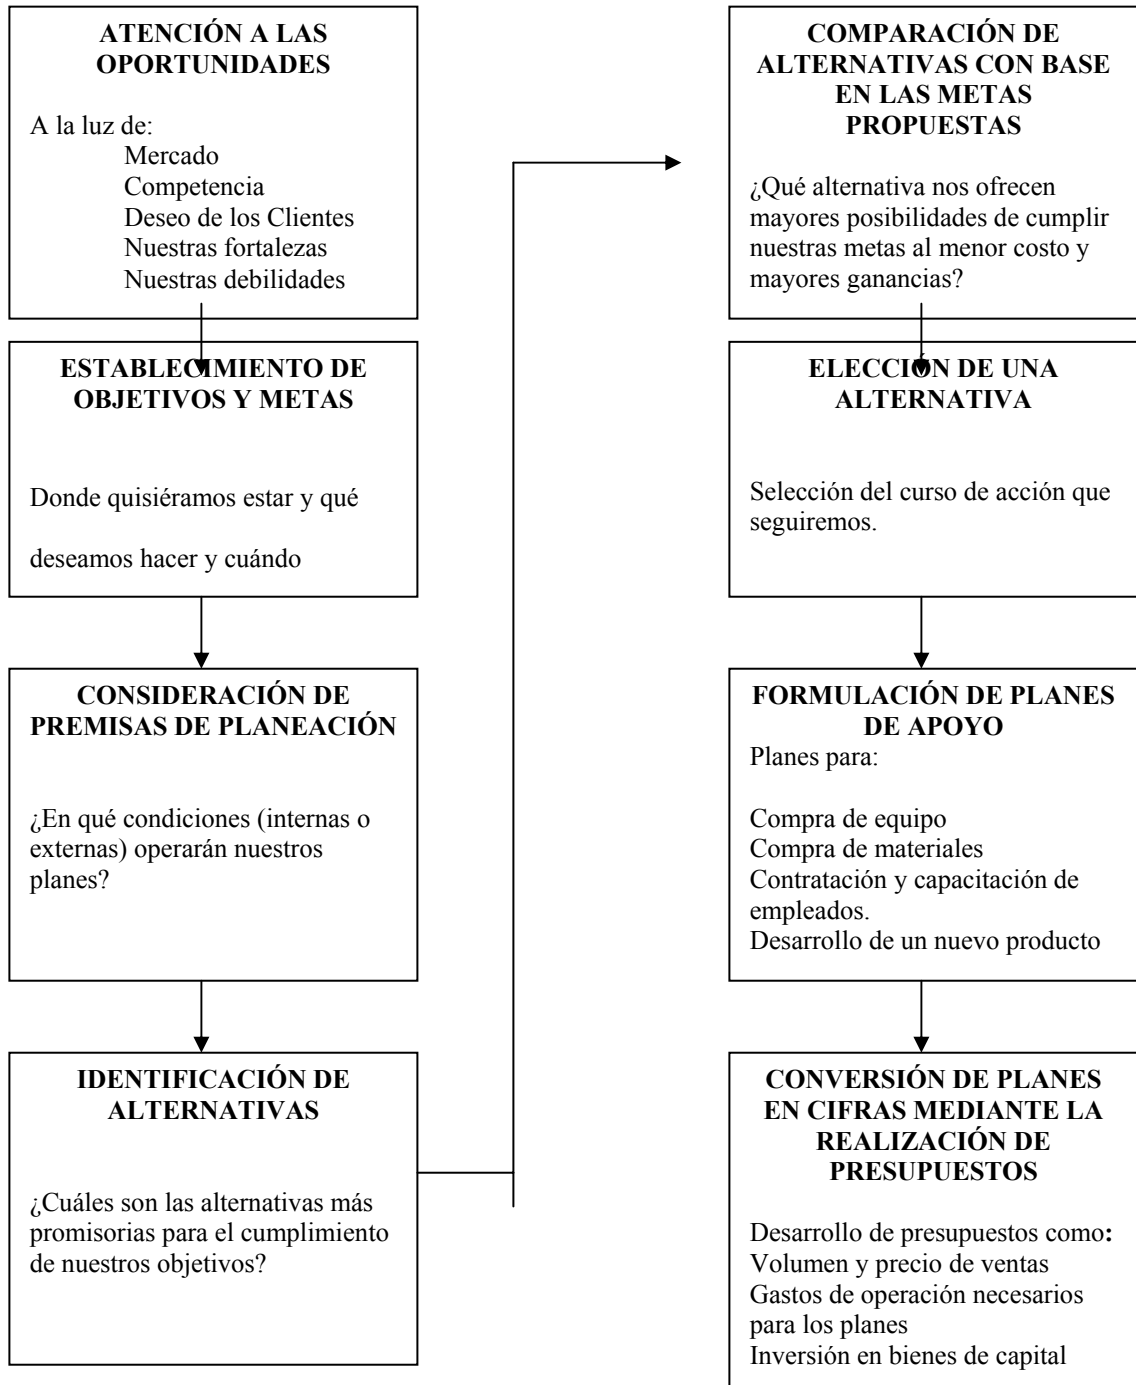 ATENCIÓN A LAS
OPORTUNIDADES
A la luz de:
Mercado
Competencia
Deseo de los Clientes
Nuestras fortalezas
Nuestras debilidades
ESTABLECIMIENTO DE
OBJETIVOS Y METAS
Donde quisiéramos estar y qué
deseamos hacer y cuándo
CONSIDERACIÓN DE
PREMISAS DE PLANEACIÓN
¿En qué condiciones (internas o
externas) operarán nuestros
planes?
IDENTIFICACIÓN DE
ALTERNATIVAS
¿Cuáles son las alternativas más
promisorias para el cumplimiento
de nuestros objetivos?
COMPARACIÓN DE
ALTERNATIVAS CON BASE
EN LAS METAS
PROPUESTAS
¿Qué alternativa nos ofrecen
mayores posibilidades de cumplir
nuestras metas al menor costo y
mayores ganancias?
ELECCIÓN DE UNA
ALTERNATIVA
Selección del curso de acción que
seguiremos.
FORMULACIÓN DE PLANES
DE APOYO
Planes para:
Compra de equipo
Compra de materiales
Contratación y capacitación de
empleados.
Desarrollo de un nuevo producto
CONVERSIÓN DE PLANES
EN CIFRAS MEDIANTE LA
REALIZACIÓN DE
PRESUPUESTOS
Desarrollo de presupuestos como:
Volumen y precio de ventas
Gastos de operación necesarios
para los planes
Inversión en bienes de capital